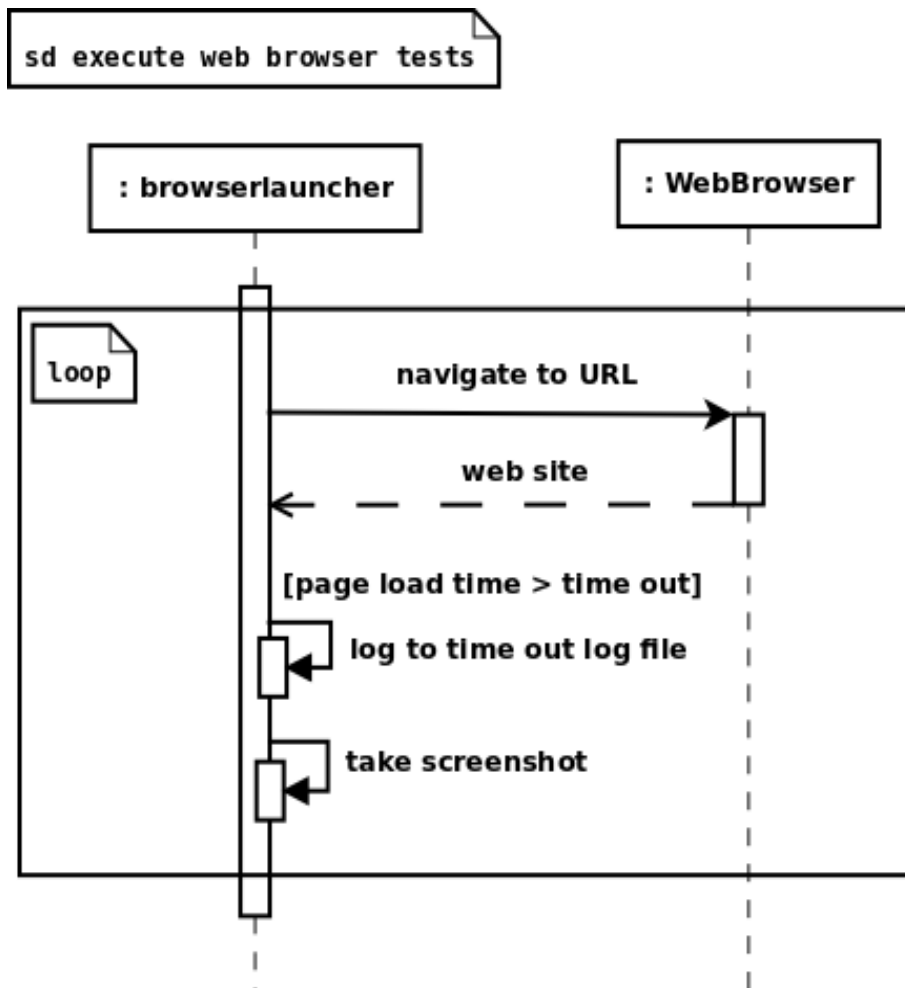 sd execute web browser tests
: browserlauncher
: WebBrowser
loop
navigate to URL
web site
[page load time > time out]
log to time out log file
take screenshot